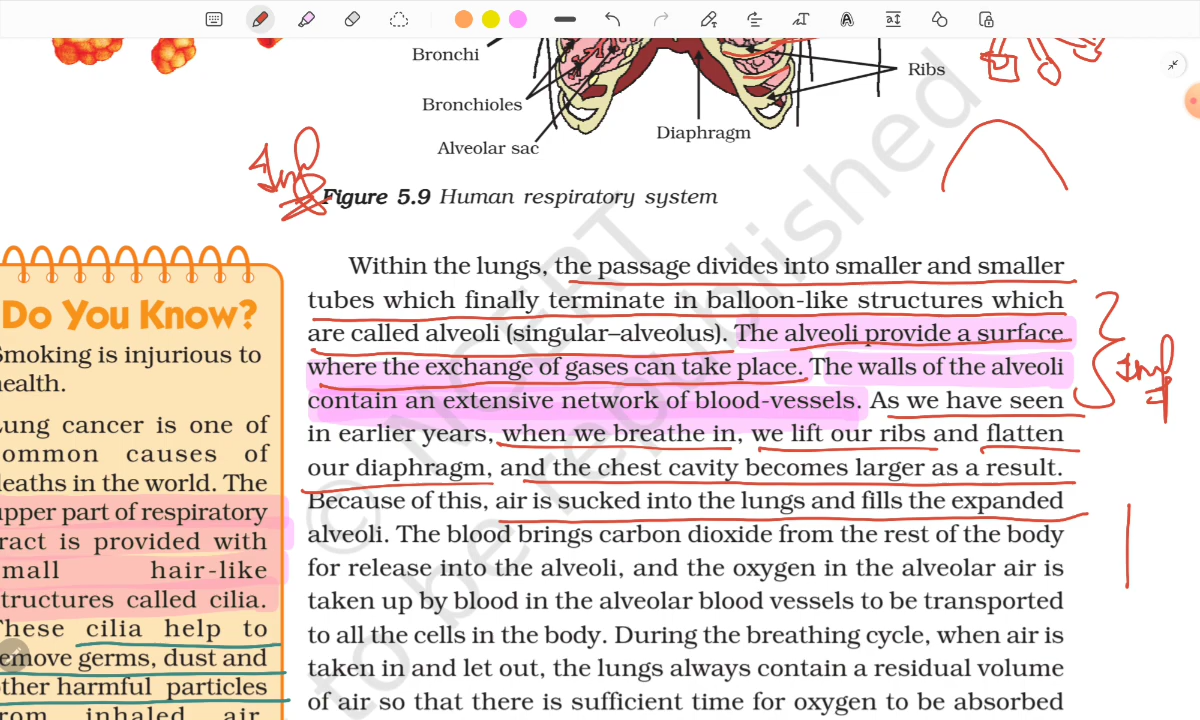 Bronchi
Ribs
Bronchioles
Diaphragm
Alveolar sac
Imp
Figure 5.9 Human respiratory system
Within the lungs, the passage divides into smaller and smaller
tubes which finally terminate in balloon-like structures which
are called alveoli (singular–alveolus). The alveoli provide a surface
where the exchange of gases can take place. The walls of the alveoli
contain an extensive network of blood-vessels. As we have seen
in earlier years, when we breathe in, we lift our ribs and flatten
our diaphragm, and the chest cavity becomes larger as a result.
Because of this, air is sucked into the lungs and fills the expanded
alveoli. The blood brings carbon dioxide from the rest of the body
for release into the alveoli, and the oxygen in the alveolar air is
taken up by blood in the alveolar blood vessels to be transported
to all the cells in the body. During the breathing cycle, when air is
taken in and let out, the lungs always contain a residual volume
of air so that there is sufficient time for oxygen to be absorbed
Imp
Do You Know?
Smoking is injurious to
health.
Lung cancer is one of
common causes of
deaths in the world. The
upper part of respiratory
tract is provided with
small hair-like
structures called cilia.
These cilia help to
remove germs, dust and
other harmful particles
from inhaled air.
© NCERT
to be republished